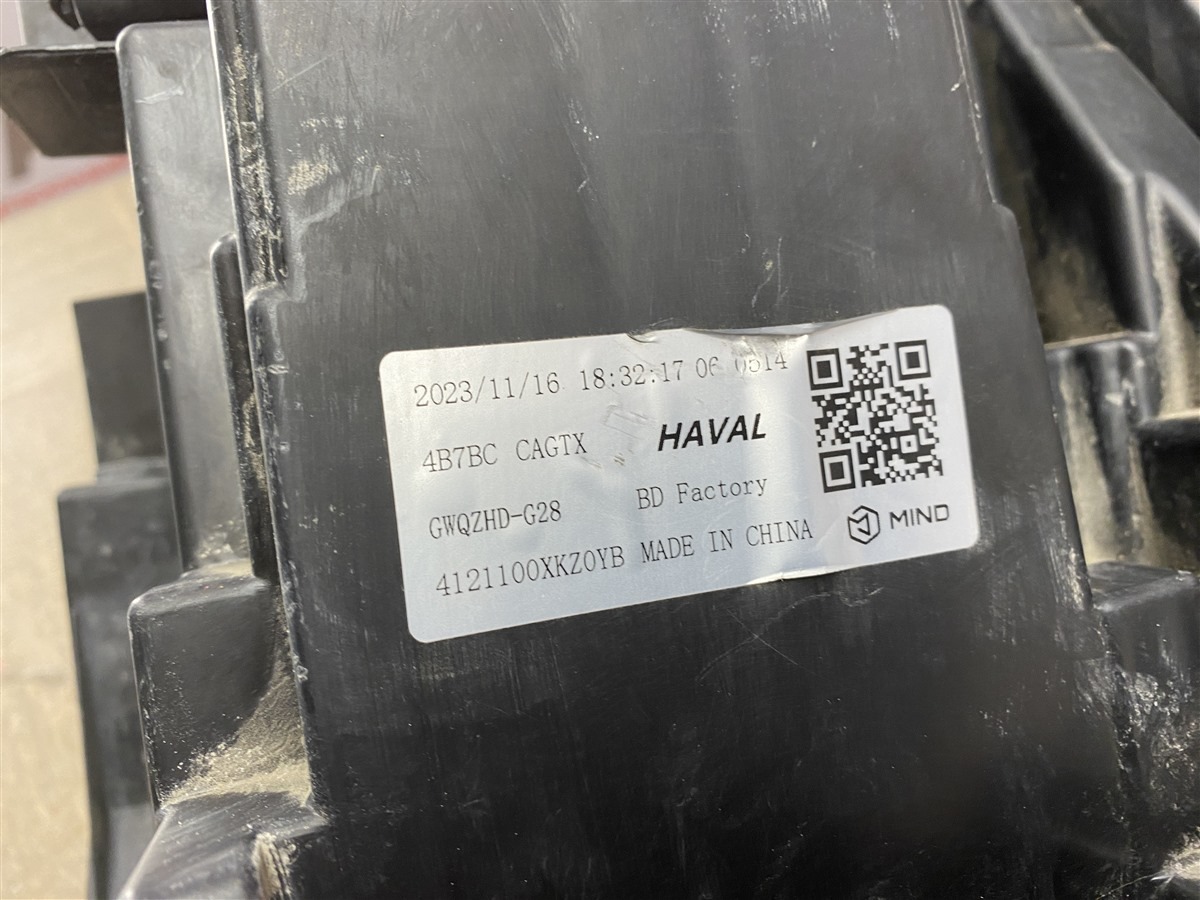 2023/11/16 18:32:17 06 0514
4B7BC CAGTX HAVAL
GWQZHD-G28 BD Factory
4121100XKZ0YB MADE IN CHINA
MIND